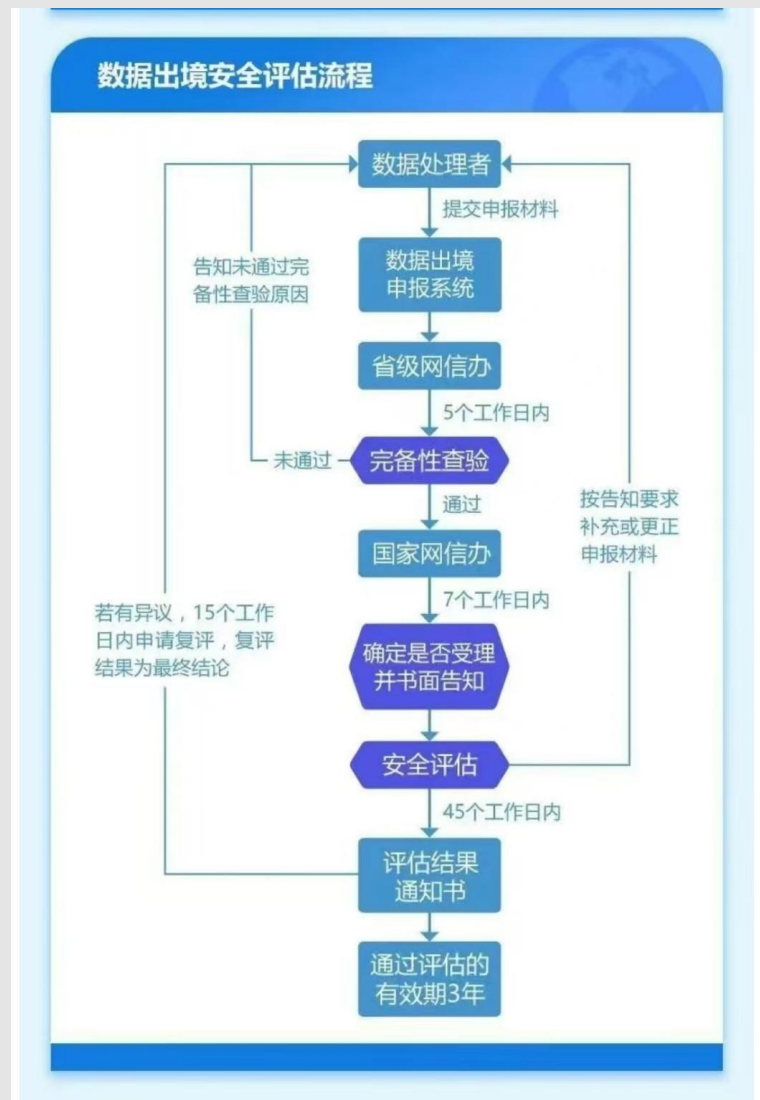 数据出境安全评估流程
数据处理者
提交申报材料
数据出境
申报系统
告知未通过完
备性查验原因
省级网信办
5个工作日内
未通过
完备性查验
通过
国家网信办
按告知要求
补充或更正
申报材料
7个工作日内
若有异议，15个工作
日内申请复评，复评
结果为最终结论
确定是否受理
并书面告知
安全评估
45个工作日内
评估结果
通知书
通过评估的
有效期3年